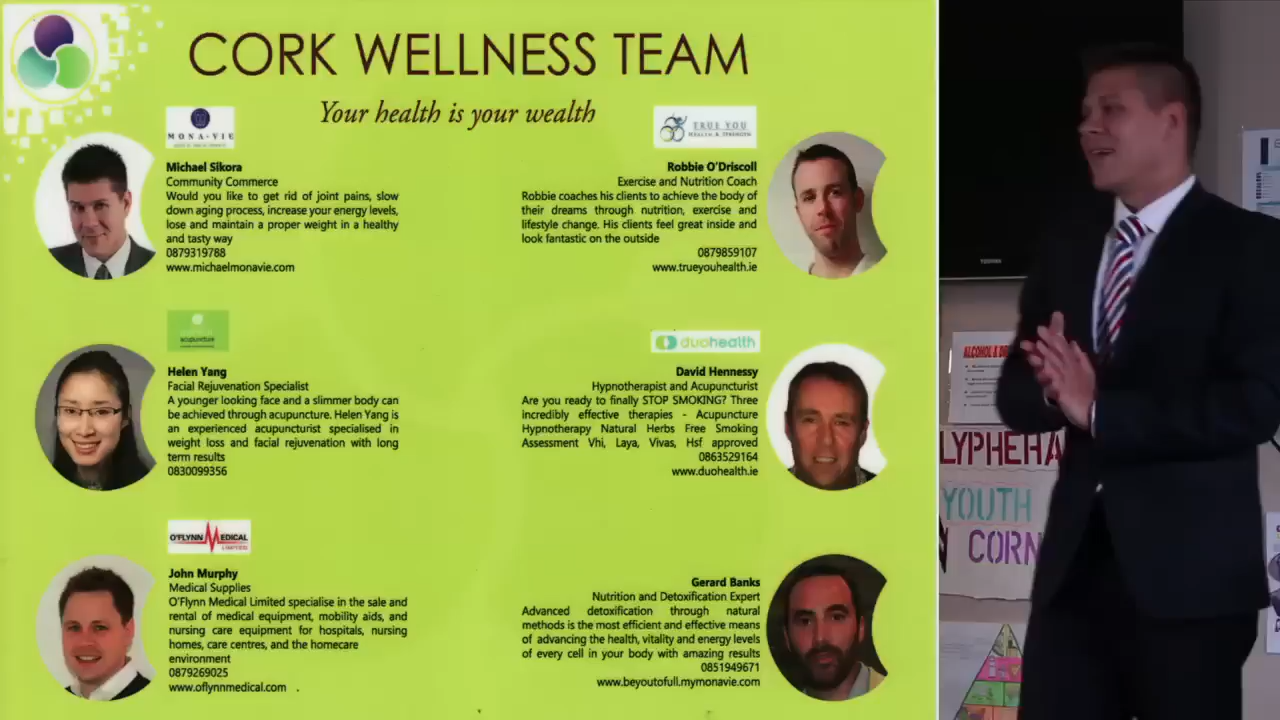 CORK WELLNESS TEAM
Your health is your wealth
MONA-VIE
Michael Sikora
Community Commerce
Would you like to get rid of joint pains, slow
down aging process, increase your energy levels,
lose and maintain a proper weight in a healthy
and tasty way
0879319788
www.michaelmonavie.com
TRUE YOU
HEALTH & STRENGTH
Robbie O'Driscoll
Exercise and Nutrition Coach
Robbie coaches his clients to achieve the body of
their dreams through nutrition, exercise and
lifestyle change. His clients feel great inside and
look fantastic on the outside
0879859107
www.trueyouhealth.ie
acupuncture
Helen Yang
Facial Rejuvenation Specialist
A younger looking face and a slimmer body can
be achieved through acupuncture. Helen Yang is
an experienced acupuncturist specialised in
weight loss and facial rejuvenation with long
term results
0830099356
duohealth
David Hennessy
Hypnotherapist and Acupuncturist
Are you ready to finally STOP SMOKING? Three
incredibly effective therapies - Acupuncture
Hypnotherapy Natural Herbs Free Smoking
Assessment Vhi, Laya, Vivas, Hsf approved
0863529164
www.duohealth.ie
O'FLYNN MEDICAL
LIMITED
John Murphy
Medical Supplies
O'Flynn Medical Limited specialise in the sale and
rental of medical equipment, mobility aids, and
nursing care equipment for hospitals, nursing
homes, care centres, and the homecare
environment
0879269025
www.oflynnmedical.com
Gerard Banks
Nutrition and Detoxification Expert
Advanced detoxification through natural
methods is the most efficient and effective means
of advancing the health, vitality and energy levels
of every cell in your body with amazing results
0851949671
www.beyoutofull.mymonavie.com
TOSHIBA
ALCOHOL &
LYPHEHA
YOUTH
CORN